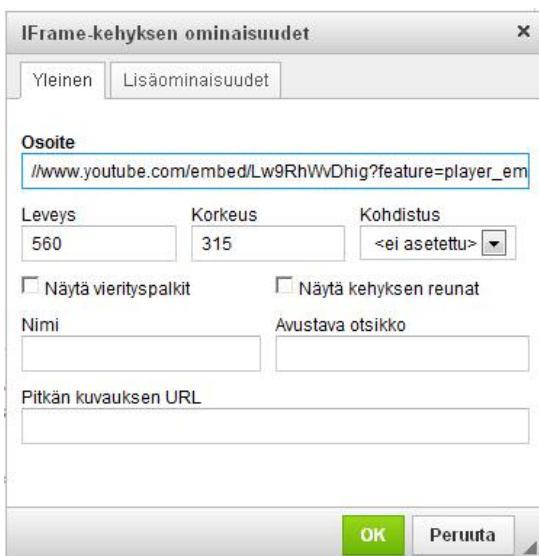 IFrame-kehyksen ominaisuudet ×
Yleinen Lisäominaisuudet
Osoite
//www.youtube.com/embed/Lw9RhWvDhig?feature=player_em
Leveys Korkeus Kohdistus
560 315 <ei asetettu>
Näytä vierityspalkit Näytä kehyksen reunat
Nimi Avustava otsikko
Pitkän kuvauksen URL
OK Peruuta